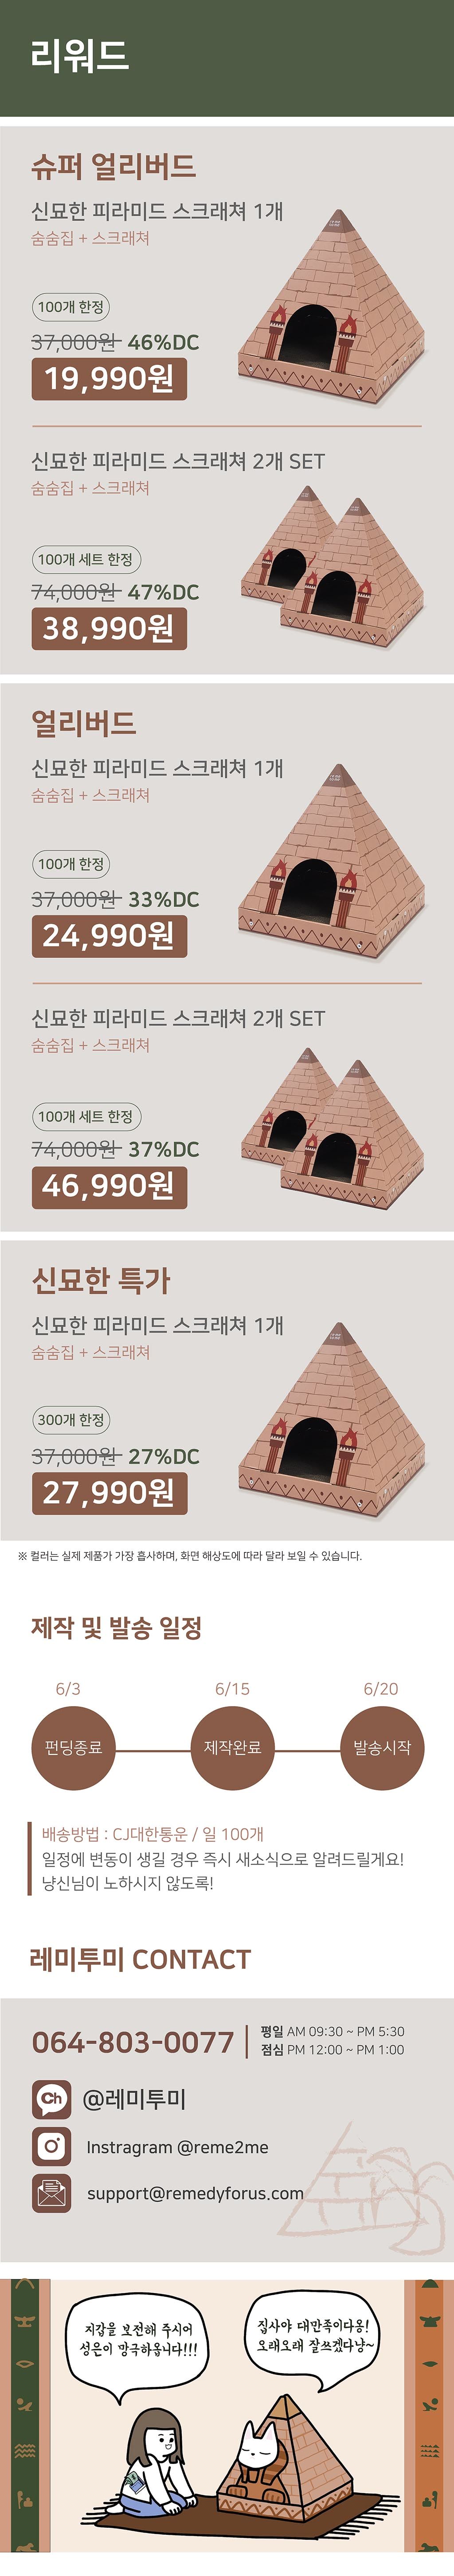 리워드
슈퍼 얼리버드
신묘한 피라미드 스크래쳐 1개
숨숨집 + 스크래쳐
100개 한정
37,000원 46%DC
19,990원
신묘한 피라미드 스크래쳐 2개 SET
숨숨집 + 스크래쳐
100개 세트 한정
74,000원 47%DC
38,990원
얼리버드
신묘한 피라미드 스크래쳐 1개
숨숨집 + 스크래쳐
100개 한정
37,000원 33%DC
24,990원
신묘한 피라미드 스크래쳐 2개 SET
숨숨집 + 스크래쳐
100개 세트 한정
74,000원 37%DC
46,990원
신묘한 특가
신묘한 피라미드 스크래쳐 1개
숨숨집 + 스크래쳐
300개 한정
37,000원 27%DC
27,990원
※ 컬러는 실제 제품가 가장 흡사하며, 화면 해상도에 따라 달라 보일 수 있습니다.
제작 및 발송 일정
6/3 6/15 6/20
펀딩종료 제작완료 발송시작
배송방법 : CJ대한통운 / 일 100개
일정에 변동이 생길 경우 즉시 새소식으로 알려드릴게요!
냥신님이 노하시지 않도록!
레미투미 CONTACT
064-803-0077
평일 AM 09:30 ~ PM 5:30
점심 PM 12:00 ~ PM 1:00
Ch @레미투미
Instragram @reme2me
support@remedyforus.com
지갑을 보전해 주시어
성은이 망극하옵니다!!!
집사야 대만족이다옹!
오래오래 잘쓰겠다냥~